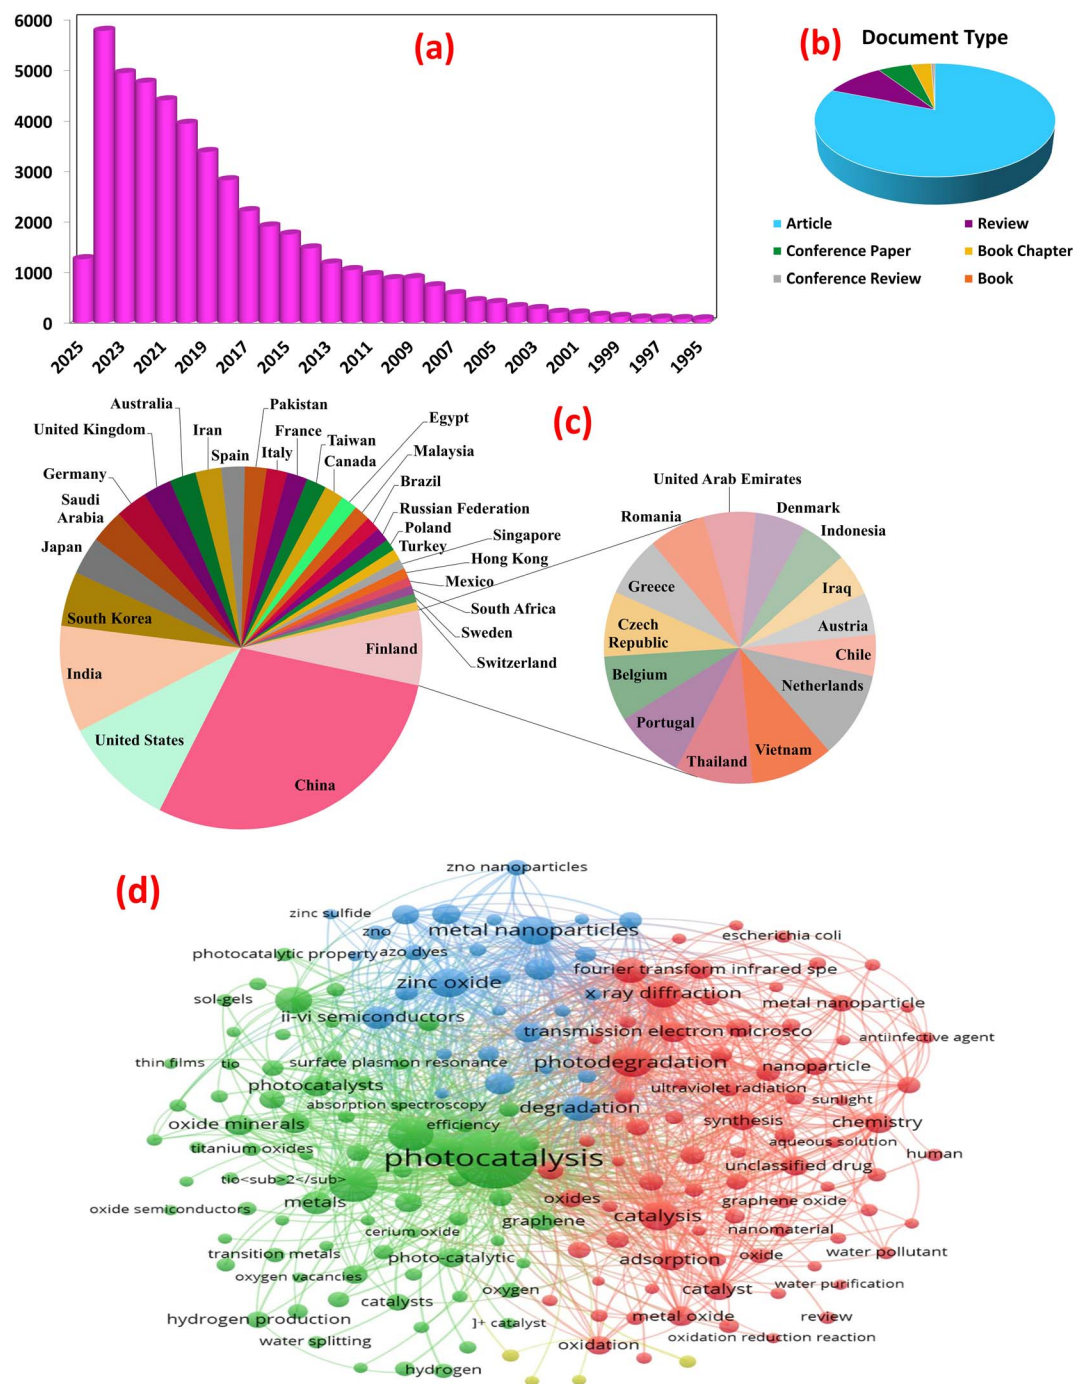 (a)
6000
5000
4000
3000
2000
1000
0
2025
2023
2021
2019
2017
2015
2013
2011
2009
2007
2005
2003
2001
1999
1997
1995
(b) Document Type
Article
Review
Conference Paper
Book Chapter
Conference Review
Book
(c)
Australia
United Kingdom
Germany
Saudi
Arabia
Japan
South Korea
India
United States
China
Iran
Spain
Pakistan
Italy
France
Taiwan
Canada
Egypt
Malaysia
Brazil
Russian Federation
Poland
Turkey
Singapore
Hong Kong
Mexico
South Africa
Sweden
Switzerland
Finland
United Arab Emirates
Romania
Denmark
Indonesia
Greece
Iraq
Czech
Republic
Austria
Belgium
Chile
Netherlands
Portugal
Thailand
Vietnam
(d)
zno nanoparticles
zinc sulfide
zno
metal nanoparticles
escherichia coli
photocatalytic property
azo dyes
zinc oxide
fourier transform infrared spe
x ray diffraction
sol-gels
metal nanoparticle
ii-vi semiconductors
transmission electron microsco
antiinfective agent
thin films
tio
surface plasmon resonance
photodegradation
nanoparticle
photocatalysts
ultraviolet radiation
sunlight
absorption spectroscopy
degradation
oxide minerals
efficiency
synthesis
chemistry
titanium oxides
aqueous solution
photocatalysis
unclassified drug
human
tio<sub>2</sub>
metals
oxides
graphene oxide
oxide semiconductors
graphene
catalysis
cerium oxide
nanomaterial
transition metals
photo-catalytic
adsorption
oxide
water pollutant
oxygen vacancies
oxygen
catalyst
water purification
catalysts
hydrogen production
]+ catalyst
metal oxide
review
water splitting
oxidation
oxidation reduction reaction
hydrogen